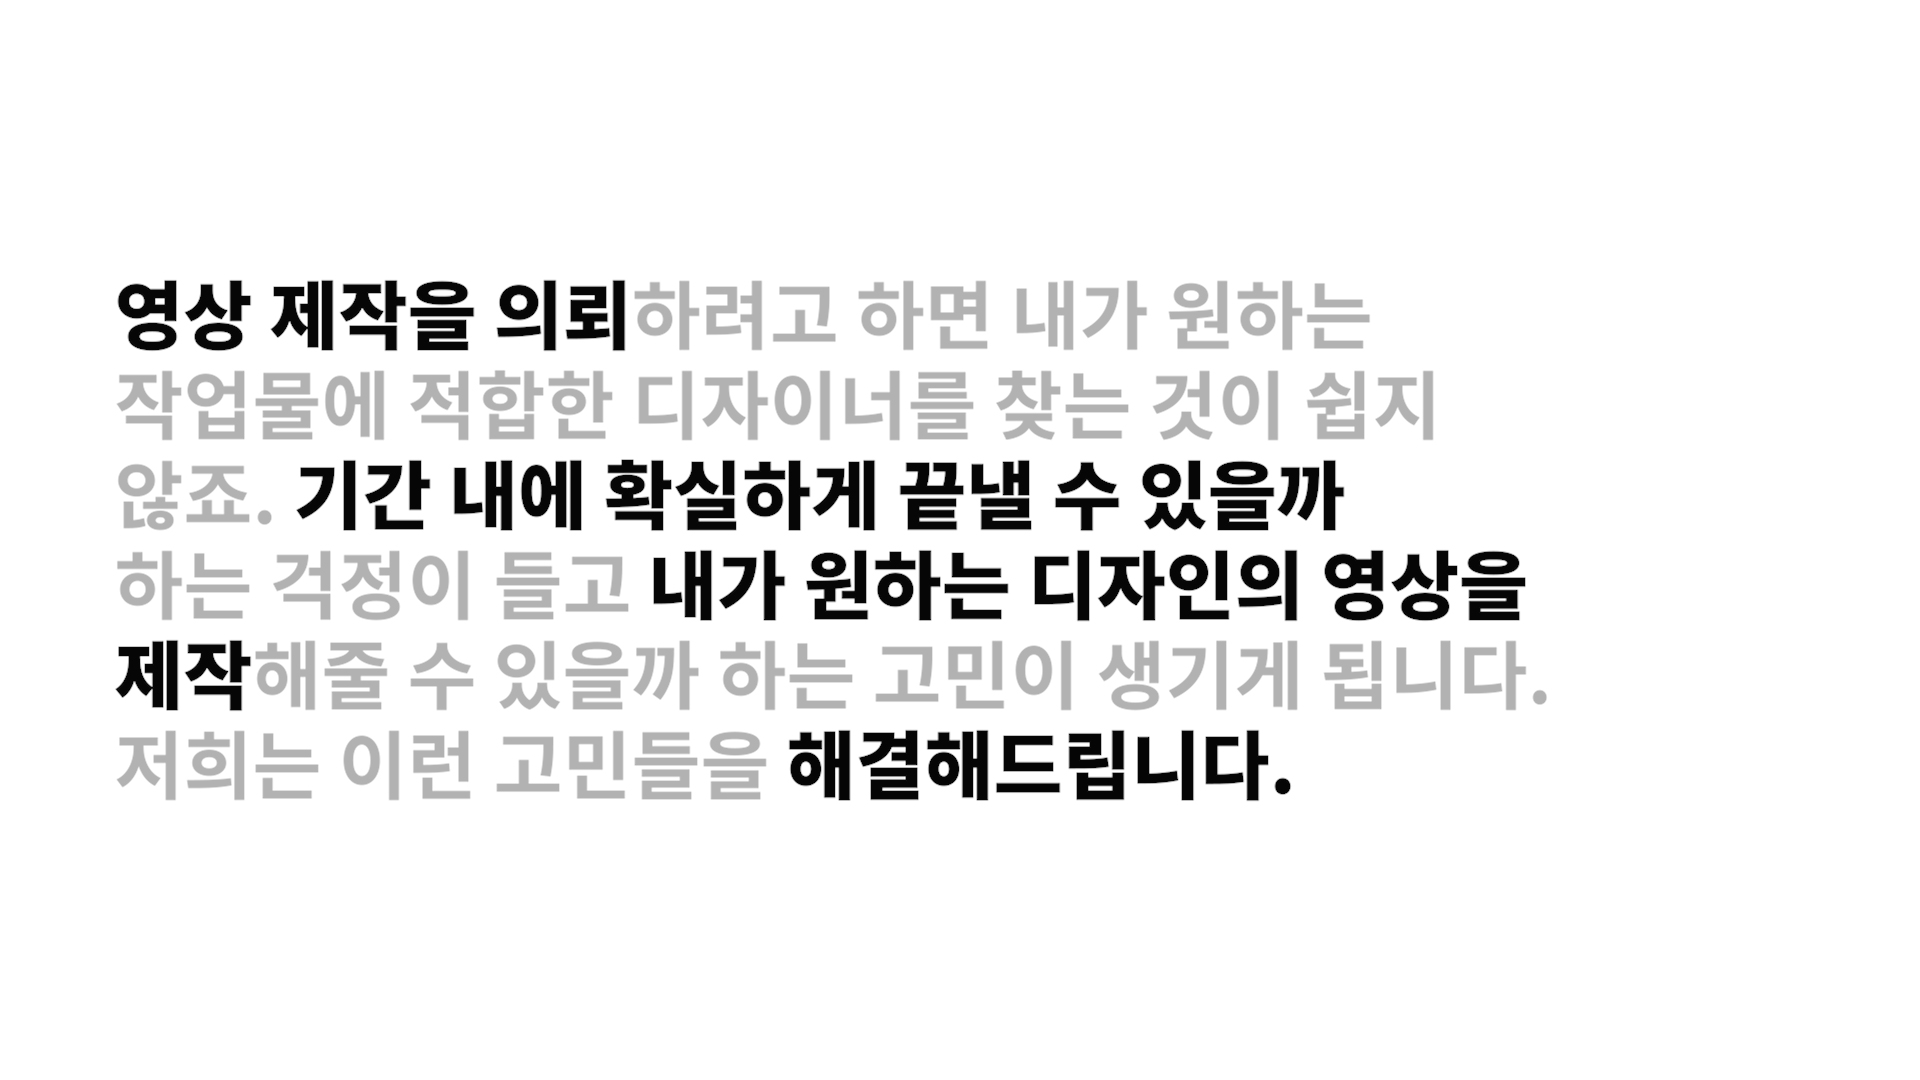 영상 제작을 의뢰하려고 하면 내가 원하는
작업물에 적합한 디자이너를 찾는 것이 쉽지
않죠. 기간 내에 확실하게 끝낼 수 있을까
하는 걱정이 들고 내가 원하는 디자인의 영상을
제작해줄 수 있을까 하는 고민이 생기게 됩니다.
저희는 이런 고민들을 해결해드립니다.